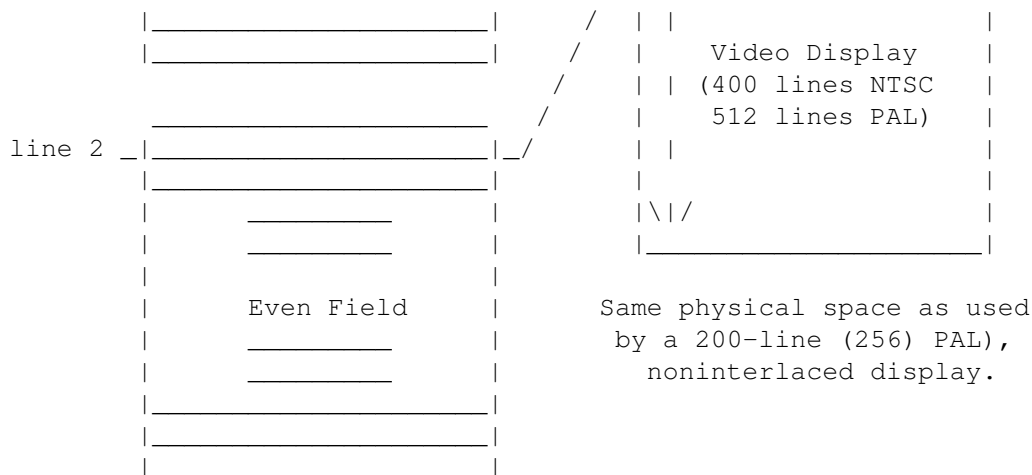 Video Display
(400 lines NTSC
512 lines PAL)
line 2
Even Field
Same physical space as used
by a 200-line (256) PAL),
noninterlaced display.